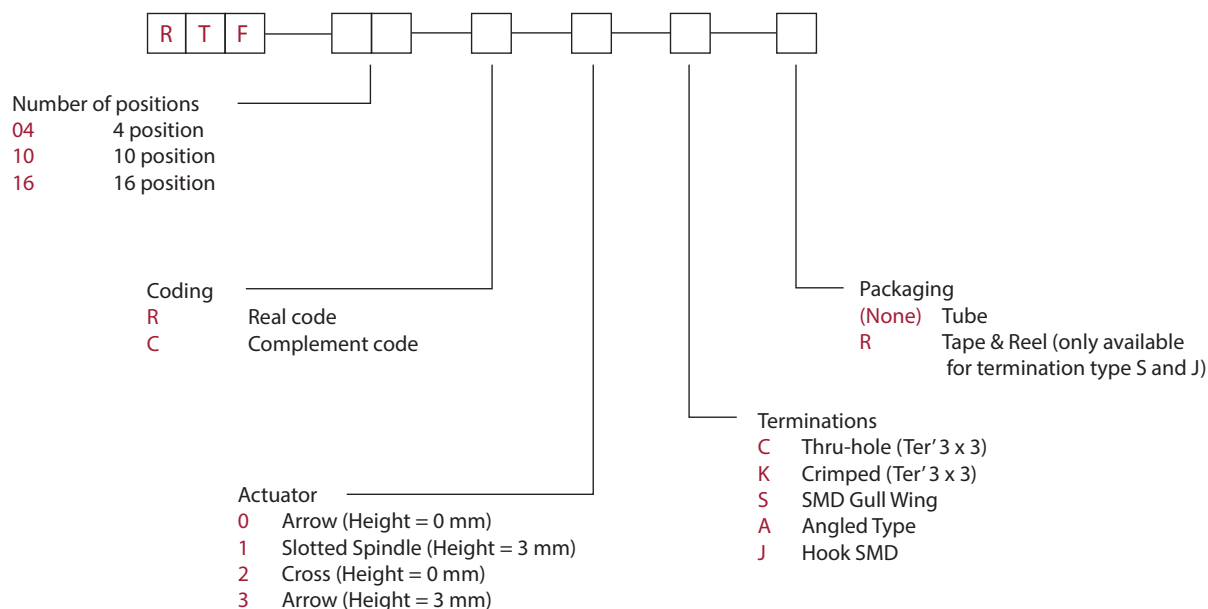 R T F
Number of positions
04 4 position
10 10 position
16 16 position
Coding
R Real code
C Complement code
Packaging
(None) Tube
R Tape & Reel (only available
for termination type S and J)
Terminations
C Thru-hole (Ter' 3 x 3)
K Crimped (Ter' 3 x 3)
S SMD Gull Wing
A Angled Type
J Hook SMD
Actuator
0 Arrow (Height = 0 mm)
1 Slotted Spindle (Height = 3 mm)
2 Cross (Height = 0 mm)
3 Arrow (Height = 3 mm)